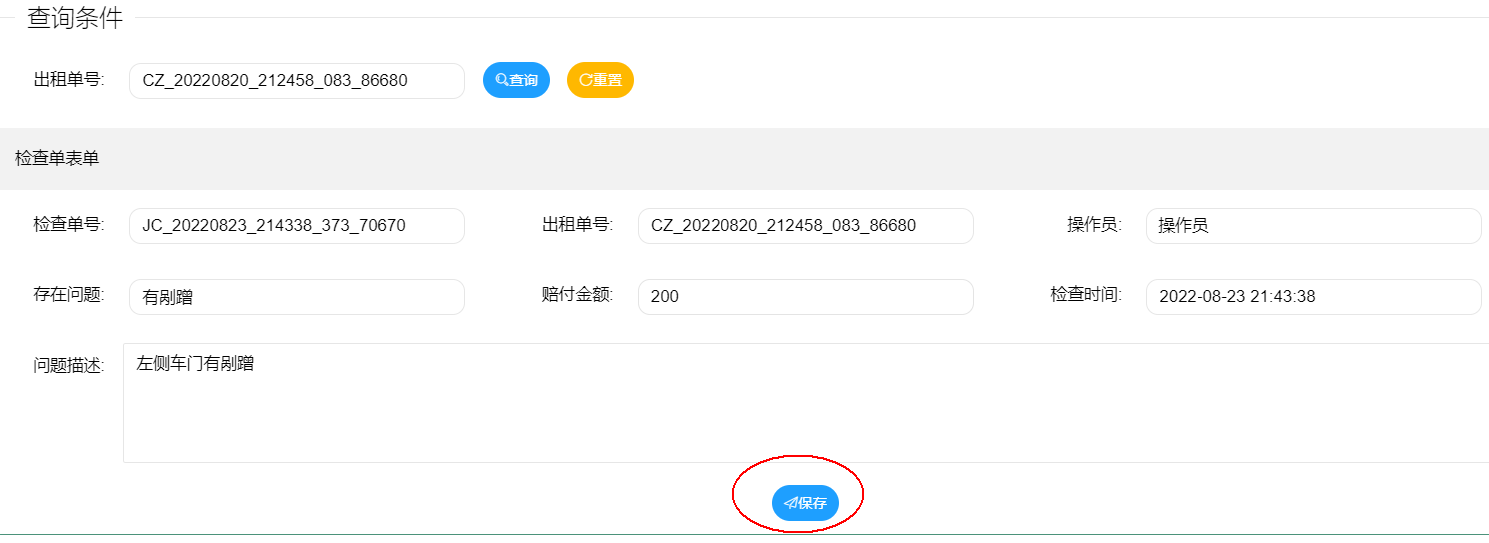 查询条件
出租单号: CZ_20220820_212458_083_86680 查询 重置
检查单表单
检查单号: JC_20220823_214338_373_70670 出租单号: CZ_20220820_212458_083_86680 操作员: 操作员
存在问题: 有剐蹭 赔付金额: 200 检查时间: 2022-08-23 21:43:38
问题描述: 左侧车门有剐蹭
保存